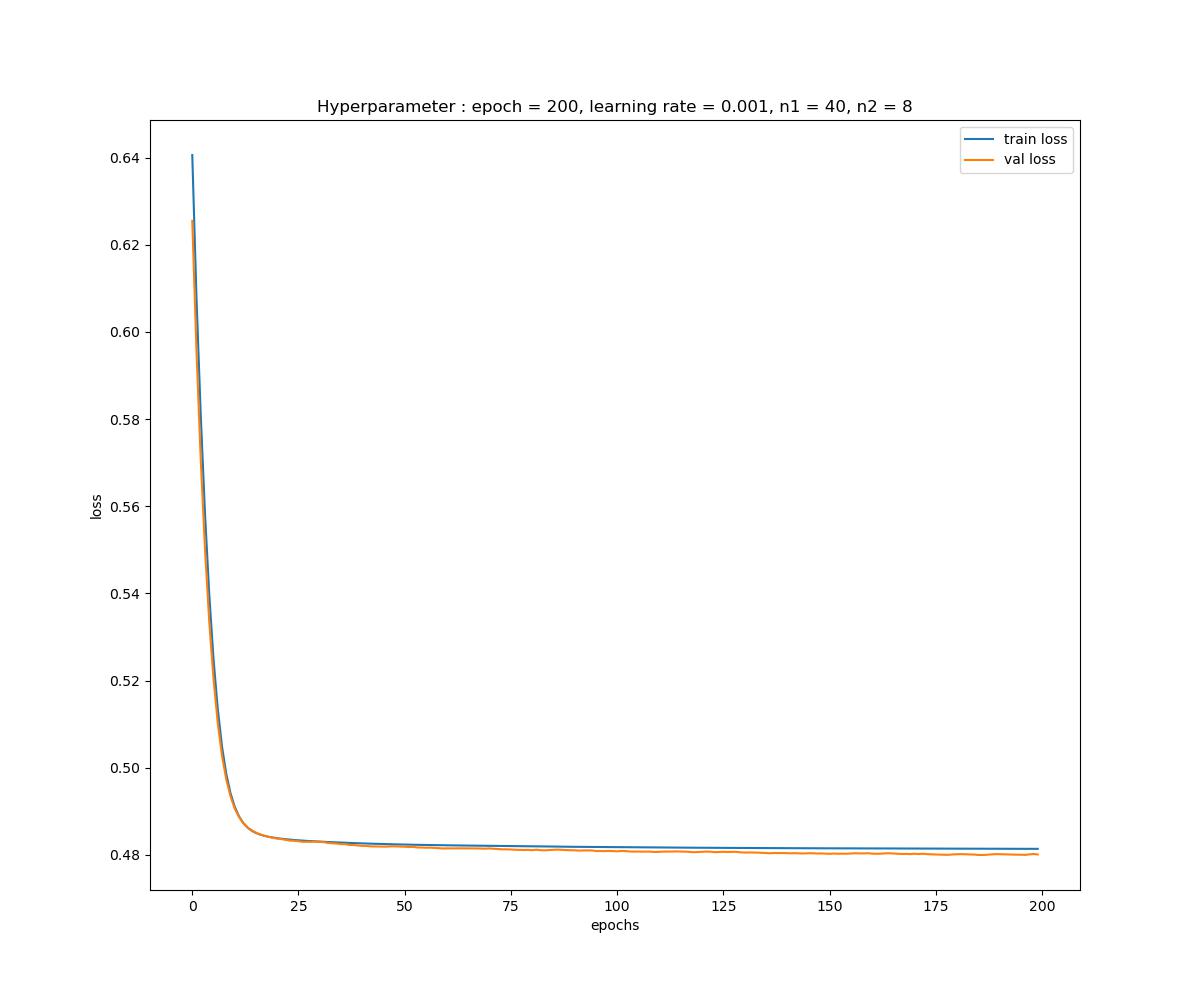 Hyperparameter : epoch = 200, learning rate = 0.001, n1 = 40, n2 = 8
train loss
val loss
0.64
0.62
0.60
0.58
0.56
0.54
0.52
0.50
0.48
loss
0 25 50 75 100 125 150 175 200
epochs